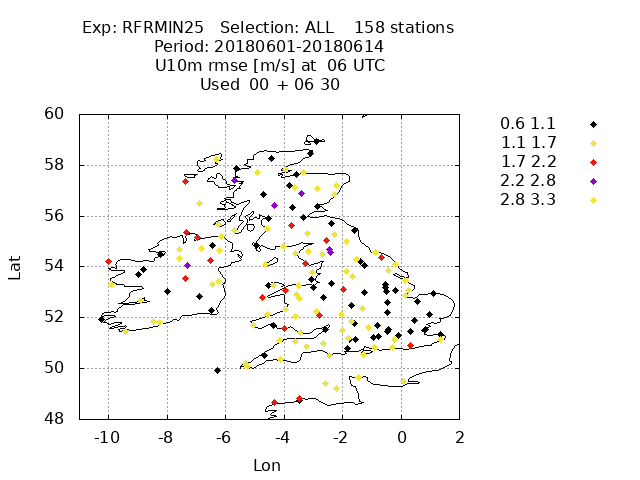 Exp: RFRMIN25   Selection: ALL    158 stations
Period: 20180601-20180614
U10m rmse [m/s] at  06 UTC
Used  00 + 06 30
60
58
56
54
52
50
48
Lat
-10 -8 -6 -4 -2 0 2
Lon
0.6 1.1
1.1 1.7
1.7 2.2
2.2 2.8
2.8 3.3